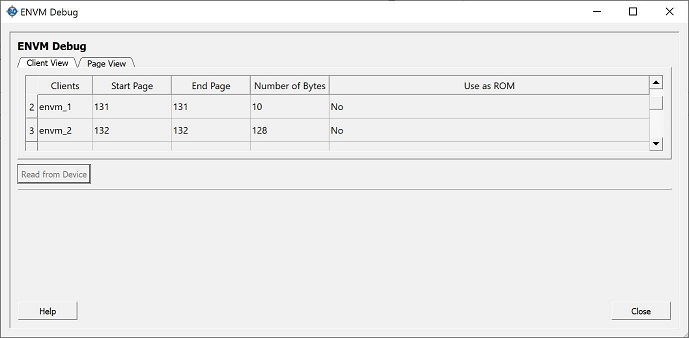 ENVM Debug
ENVM Debug
Client View Page View
Clients Start Page End Page Number of Bytes Use as ROM
2 envm_1 131 131 10 No
3 envm_2 132 132 128 No
Read from Device
Help Close